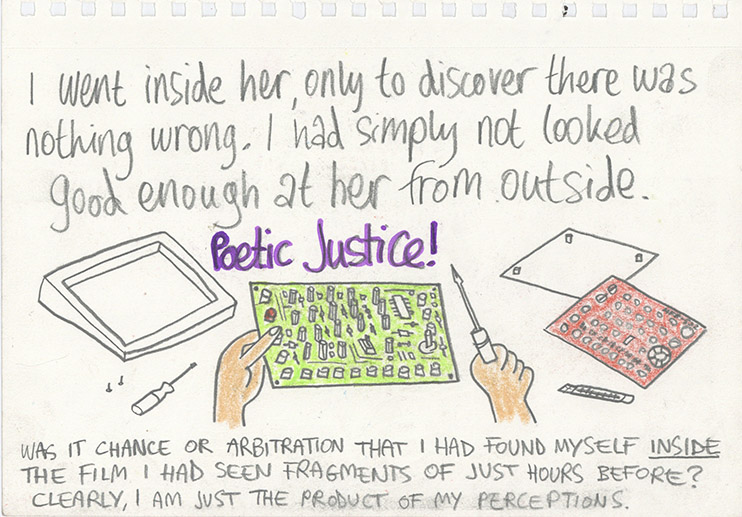 I went inside her, only to discover there was
nothing wrong. I had simply not looked
good enough at her from outside.
Poetic Justice!
WAS IT CHANCE OR ARBITRATION THAT I HAD FOUND MYSELF INSIDE
THE FILM I HAD SEEN FRAGMENTS OF JUST HOURS BEFORE?
CLEARLY, I AM JUST THE PRODUCT OF MY PERCEPTIONS.